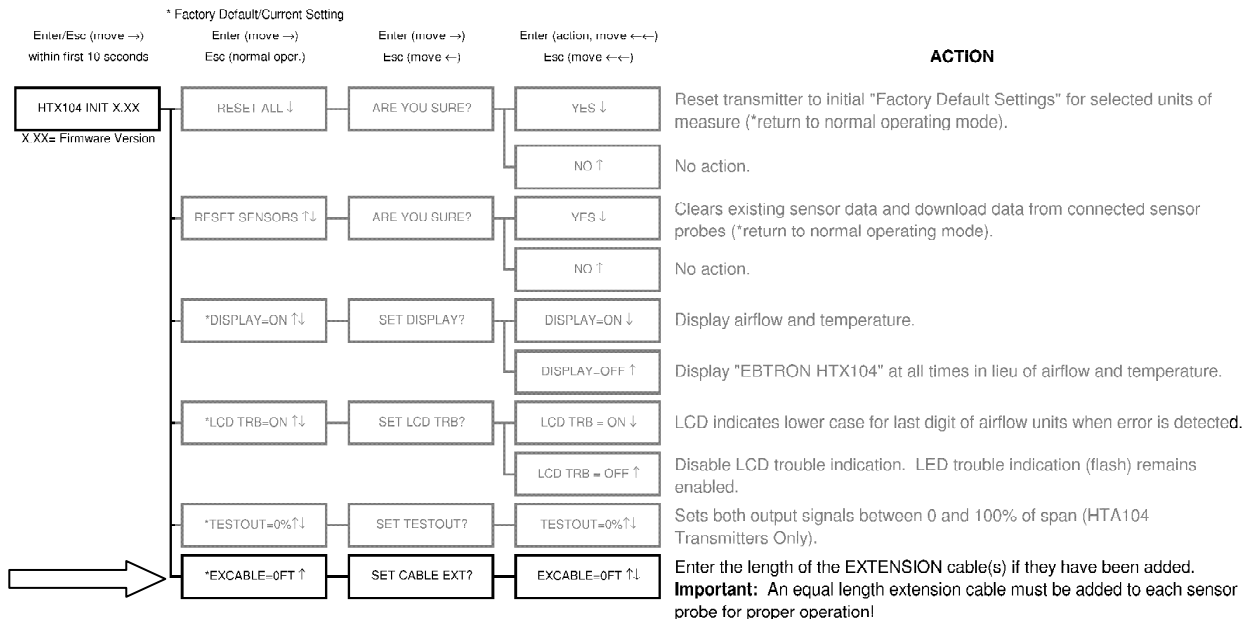 * Factory Default/Current Setting
Enter/Esc (move →)
within first 10 seconds
Enter (move →)
Esc (normal oper.)
Enter (move →)
Esc (move ←)
Enter (action, move ←←)
Esc (move ←←)
ACTION
HTX104 INIT X.XX
X.XX= Firmware Version
RESET ALL ↓
ARE YOU SURE?
YES ↓
Reset transmitter to initial "Factory Default Settings" for selected units of
measure (*return to normal operating mode).
NO ↑
No action.
RESET SENSORS ↑↓
ARE YOU SURE?
YES ↓
Clears existing sensor data and download data from connected sensor
probes (*return to normal operating mode).
NO ↑
No action.
*DISPLAY=ON ↑↓
SET DISPLAY?
DISPLAY=ON ↓
Display airflow and temperature.
DISPLAY=OFF ↑
Display "EBTRON HTX104" at all times in lieu of airflow and temperature.
*LCD TRB=ON ↑↓
SET LCD TRB?
LCD TRB = ON ↓
LCD indicates lower case for last digit of airflow units when error is detected.
LCD TRB = OFF ↑
Disable LCD trouble indication. LED trouble indication (flash) remains
enabled.
*TESTOUT=0%↑↓
SET TESTOUT?
TESTOUT=0%↑↓
Sets both output signals between 0 and 100% of span (HTA104
Transmitters Only).
*EXCABLE=0FT ↑
SET CABLE EXT?
EXCABLE=0FT ↑↓
Enter the length of the EXTENSION cable(s) if they have been added.
Important: An equal length extension cable must be added to each sensor
probe for proper operation!